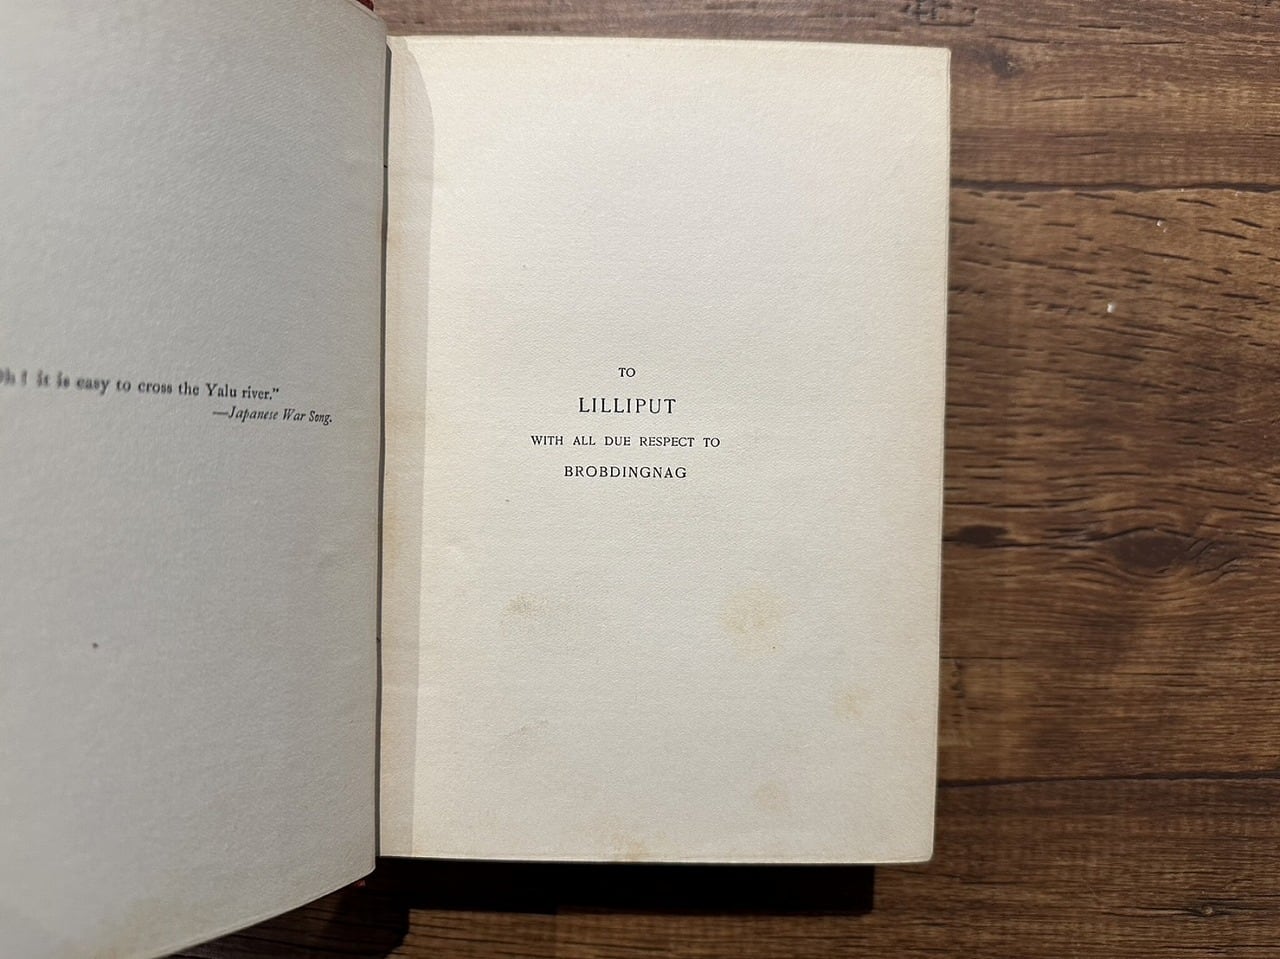 Oh! it is easy to cross the Yalu river."
—Japanese War Song.
TO
LILLIPUT
WITH ALL DUE RESPECT TO
BROBDINGNAG